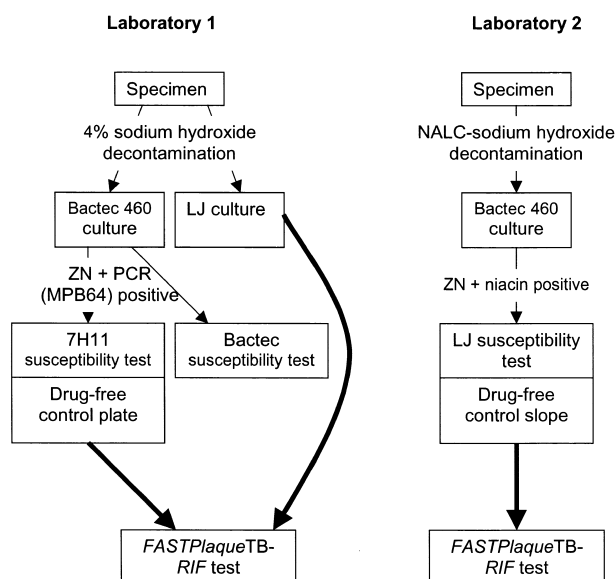 Laboratory 1
Specimen
4% sodium hydroxide
decontamination
Bactec 460
culture
LJ culture
ZN + PCR
(MPB64) positive
7H11
susceptibility test
Drug-free
control plate
Bactec
susceptibility test
FASTPlaqueTB-
RIF test
Laboratory 2
Specimen
NALC-sodium hydroxide
decontamination
Bactec 460
culture
ZN + niacin positive
LJ susceptibility
test
Drug-free
control slope
FASTPlaqueTB-
RIF test